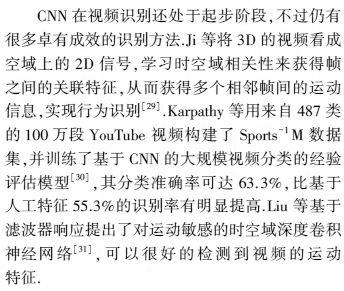 CNN 在视频识别还处于起步阶段,不过仍有
很多卓有成效的识别方法.Ji 等将 3D 的视频看成
空域上的 2D 信号,学习时空域相关性来获得帧
之间的关联特征,从而获得多个相邻帧间的运动
信息,实现行为识别[29].Karpathy 等用来自 487 类
的 100 万段 YouTube 视频构建了 Sports⁻¹M 数据
集,并训练了基于 CNN 的大规模视频分类的经验
评估模型[30],其分类准确率可达 63.3%,比基于
人工特征 55.3%的识别率有明显提高.Liu 等基于
滤波器响应提出了对运动敏感的时空域深度卷积
神经网络[31],可以很好的检测到视频的运动
特征.